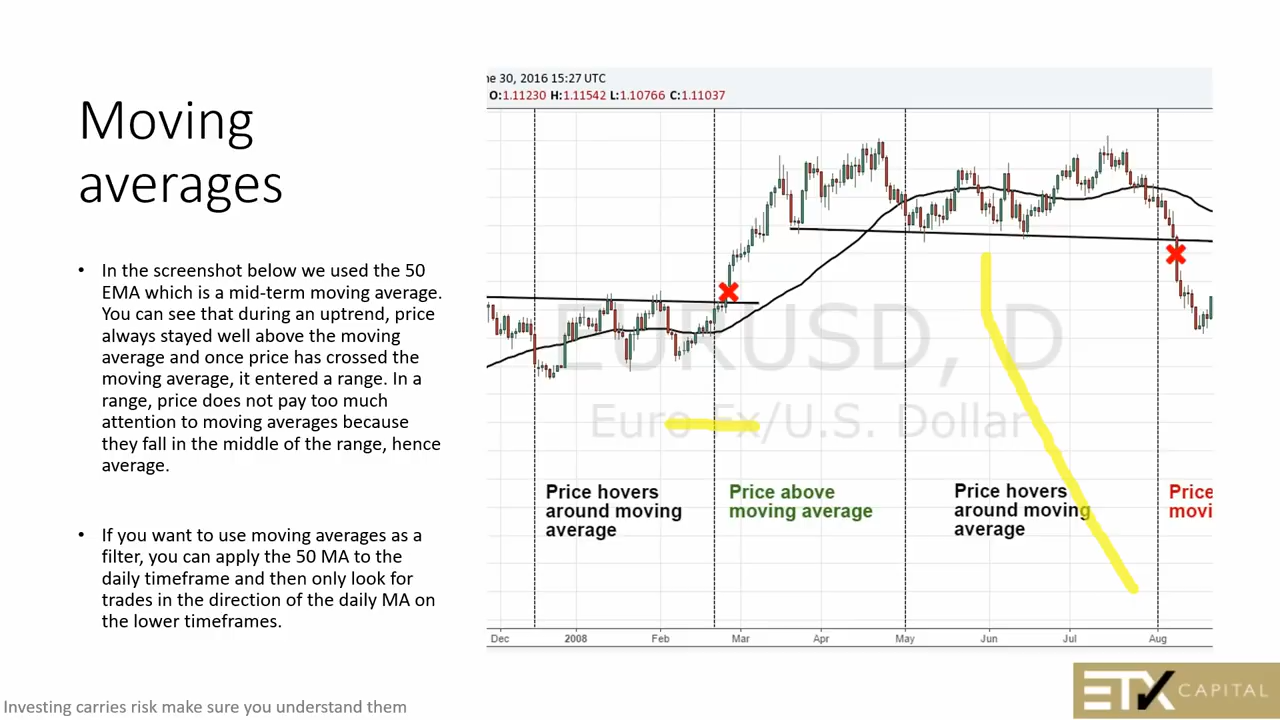 Moving
averages
• In the screenshot below we used the 50
EMA which is a mid-term moving average.
You can see that during an uptrend, price
always stayed well above the moving
average and once price has crossed the
moving average, it entered a range. In a
range, price does not pay too much
attention to moving averages because
they fall in the middle of the range, hence
average.
• If you want to use moving averages as a
filter, you can apply the 50 MA to the
daily timeframe and then only look for
trades in the direction of the daily MA on
the lower timeframes.
ne 30, 2016 15:27 UTC
O:1.11230 H:1.11542 L:1.10766 C:1.11037
EURUSD, D
Euro Fx/U.S. Dollar
Price hovers
around moving
average
Price above
moving average
Price hovers
around moving
average
Price
movi
Dec 2008 Feb Mar Apr May Jun Jul Aug
Investing carries risk make sure you understand them
ETX CAPITAL